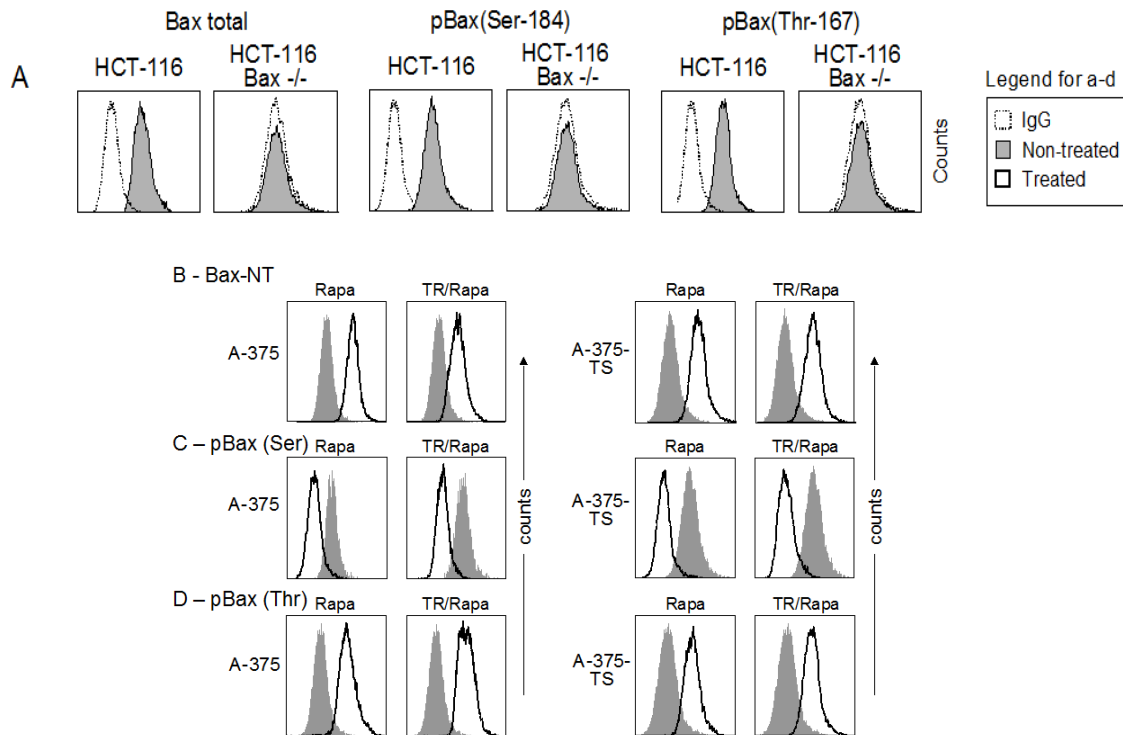 Bax total
pBax(Ser-184)
pBax(Thr-167)
A
HCT-116
HCT-116
Bax -/-
HCT-116
HCT-116
Bax -/-
HCT-116
HCT-116
Bax -/-
Counts
Legend for a-d
IgG
Non-treated
Treated
B - Bax-NT
Rapa
TR/Rapa
Rapa
TR/Rapa
A-375
A-375-
TS
C – pBax (Ser)
Rapa
TR/Rapa
Rapa
TR/Rapa
A-375
A-375-
TS
counts
counts
D – pBax (Thr)
Rapa
TR/Rapa
Rapa
TR/Rapa
A-375
A-375-
TS